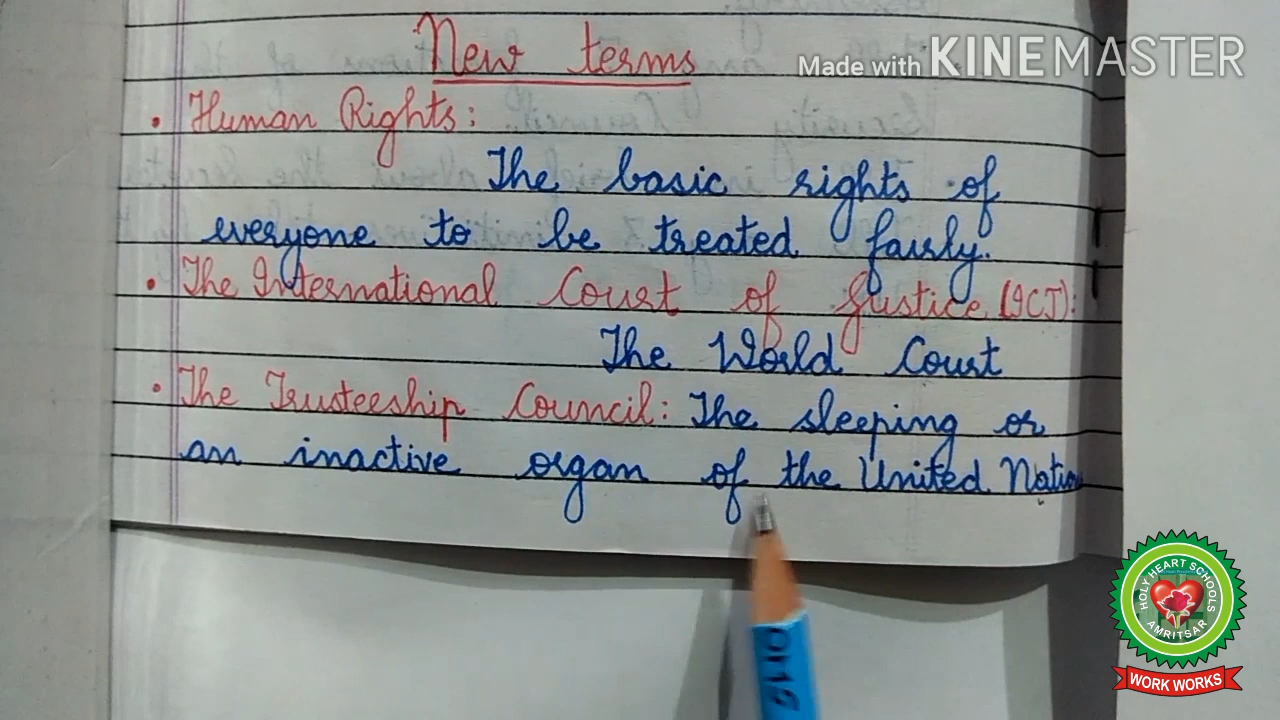 New terms
Made with KINEMASTER
• Human Rights:
The basic rights of
everyone to be treated fairly.
• The International Court of Justice (ICJ):
The World Court
• The Trusteeship Council: The sleeping or
an inactive organ of the United Nation
HOLY HEART SCHOOLS
AMRITSAR
WORK WORKS